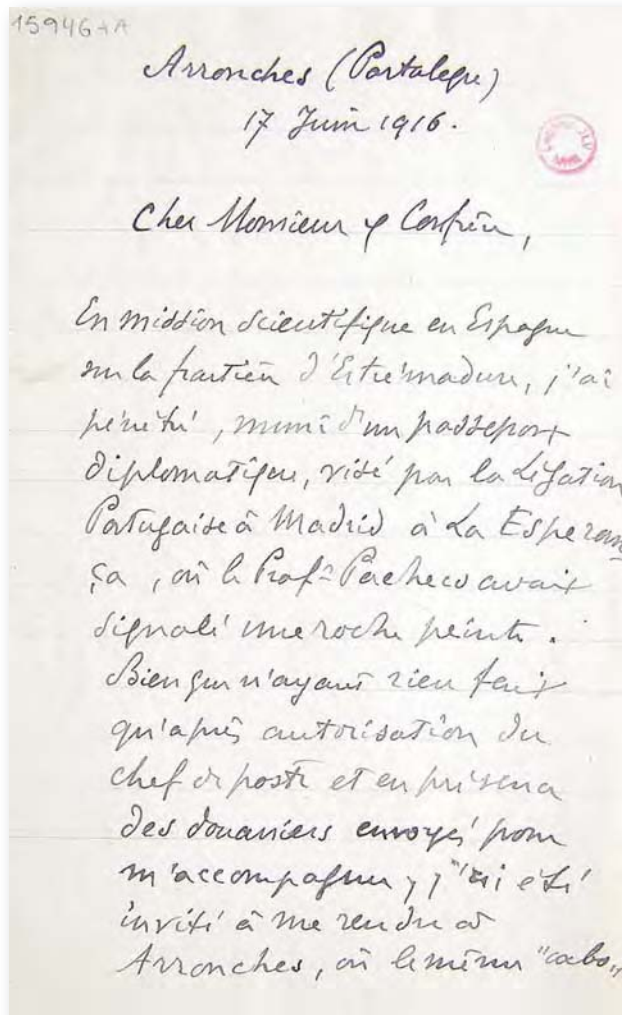 15946+A
Arronches (Portalegre)
17 Juin 1916.
Cher Monsieur & Confrère,
En mission scientifique en Espagne
sur la frontière d'Estrémadure, j'ai
pénétré, muni d'un passeport
diplomatique, visé par la Légation
Portugaise à Madrid à La Esperan
ça, où le Prof. Pacheco avait
signalé une roche peinte.
Bien que n'ayant rien fait
qu'après autorisation du
chef de poste et en présence
des douaniers envoyés pour
m'accompagner, j'ai été
invité à me rendre à
Arronches, où le même "cabo"